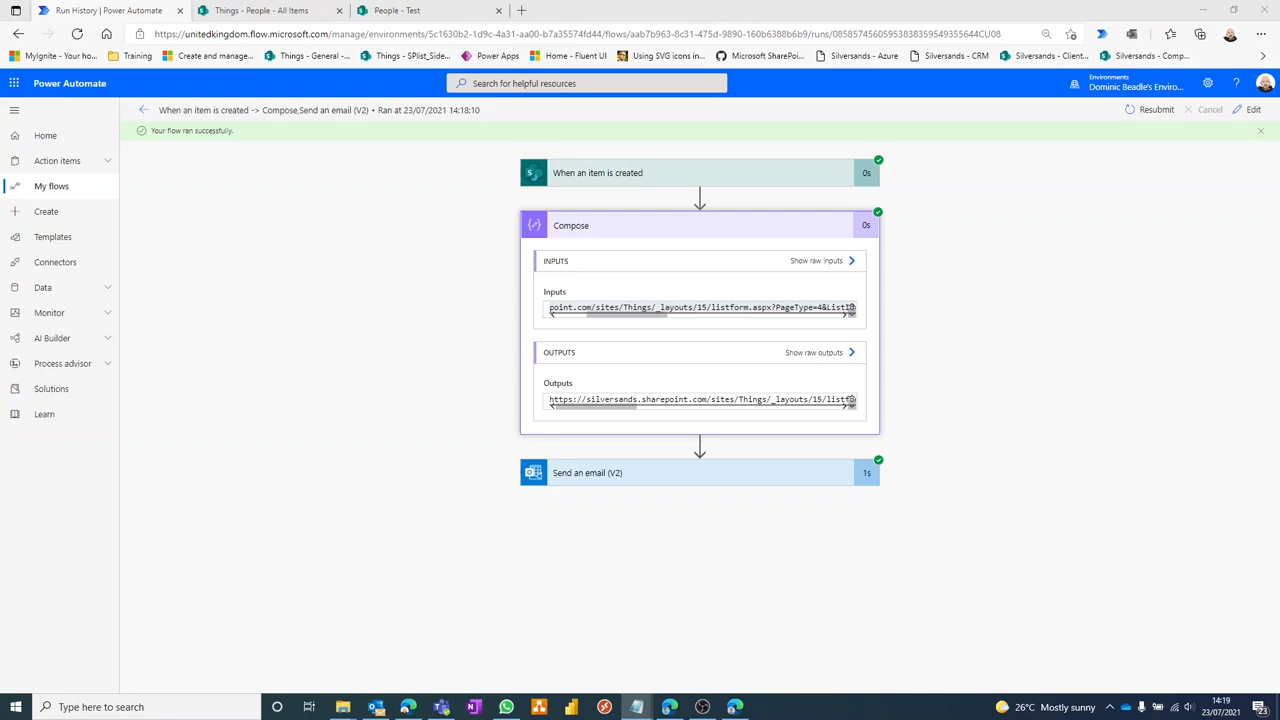 Run History | Power Automate
Things - People - All Items
People - Test
https://unitedkingdom.flow.microsoft.com/manage/environments/5c1630b2-1d9c-4a31-aa00-b7a35574fd44/flows/aab7b963-8c31-475d-9890-160b6388b6b9/runs/08585745605953838359549355644CU08
MyIgnite - Your ho...
Training
Create and manage...
Things - General -...
Things - SPlist_Side...
Power Apps
Home - Fluent UI
Using SVG icons in...
Microsoft SharePoi...
Silversands - Azure
Silversands - CRM
Silversands - Client...
Silversands - Comp...
Power Automate
Search for helpful resources
Environments
Dominic Beadle's Enviro...
When an item is created -> Compose,Send an email (V2) • Ran at 23/07/2021 14:18:10
Resubmit
Cancel
Edit
Your flow ran successfully.
Home
Action items
My flows
Create
Templates
Connectors
Data
Monitor
AI Builder
Process advisor
Solutions
Learn
When an item is created
0s
Compose
0s
INPUTS
Show raw inputs
Inputs
point.com/sites/Things/_layouts/15/listform.aspx?PageType=4&ListI
OUTPUTS
Show raw outputs
Outputs
https://silversands.sharepoint.com/sites/Things/_layouts/15/listf
Send an email (V2)
1s
Type here to search
26°C Mostly sunny
14:19
23/07/2021
23